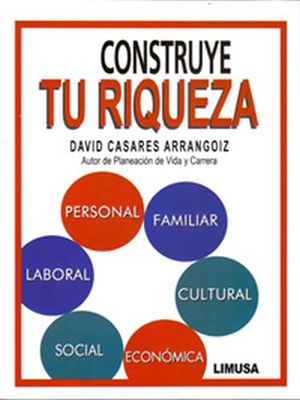 CONSTRUYE
TU RIQUEZA
DAVID CASARES ARRANGOIZ
Autor de Planeación de Vida y Carrera
PERSONAL
FAMILIAR
LABORAL
CULTURAL
SOCIAL
ECONÓMICA
LIMUSA